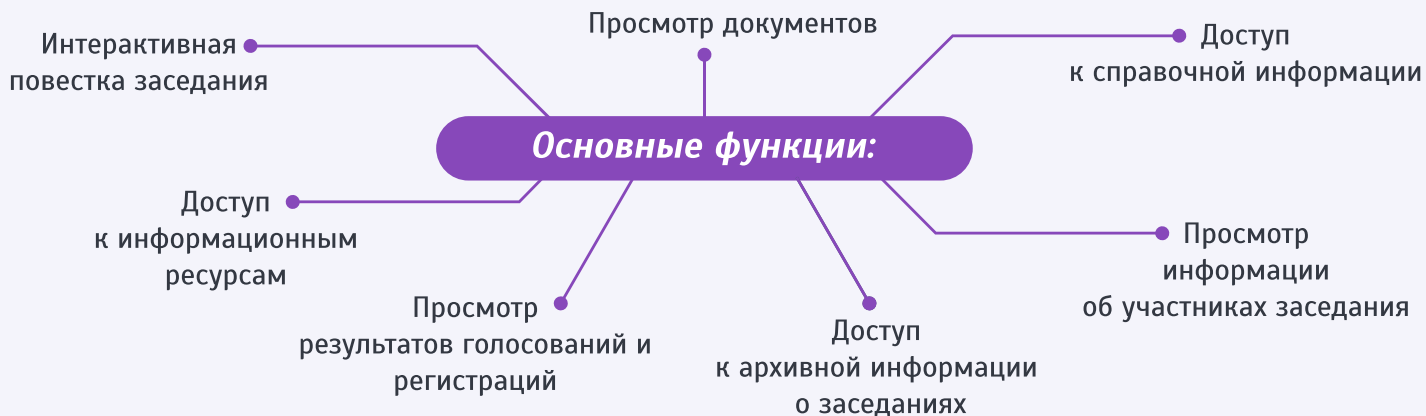 Просмотр документов
Интерактивная
повестка заседания
Доступ
к справочной информации
Основные функции:
Доступ
к информационным
ресурсам
Просмотр
информации
об участниках заседания
Просмотр
результатов голосований и
регистраций
Доступ
к архивной информации
о заседаниях